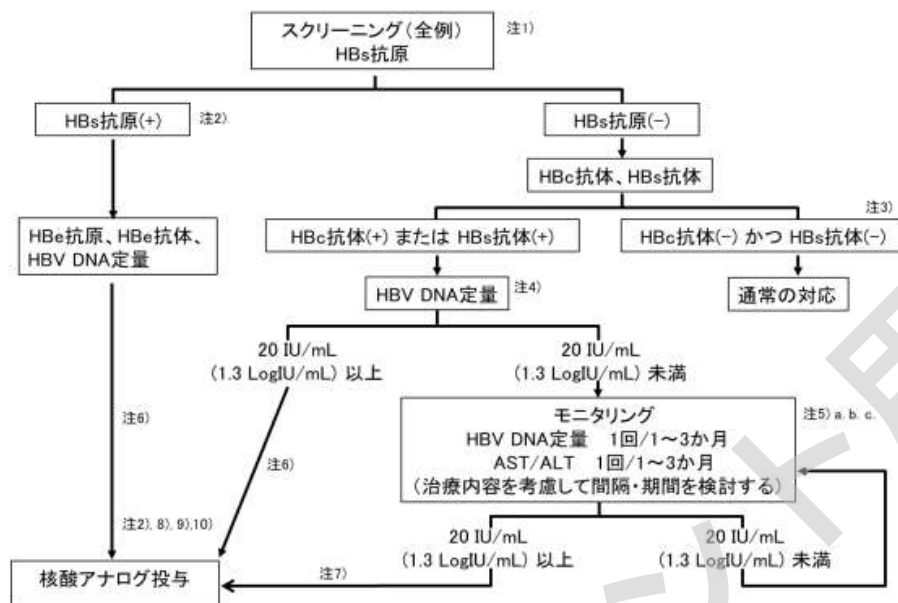 スクリーニング(全例)
HBs抗原
注1)
HBs抗原(+)
注2)
HBs抗原(-)
HBc抗体、HBs抗体
注3)
HBe抗原、HBe抗体、
HBV DNA定量
HBc抗体(+) または HBs抗体(+)
HBc抗体(-) かつ HBs抗体(-)
HBV DNA定量
注4)
通常の対応
20 IU/mL
(1.3 LogIU/mL) 以上
20 IU/mL
(1.3 LogIU/mL) 未満
注6)
注6)
モニタリング
HBV DNA定量 1回/1~3か月
AST/ALT 1回/1~3か月
(治療内容を考慮して間隔・期間を検討する)
注5) a. b. c.
注2), 8), 9),10)
20 IU/mL
(1.3 LogIU/mL) 以上
20 IU/mL
(1.3 LogIU/mL) 未満
注7)
核酸アナログ投与